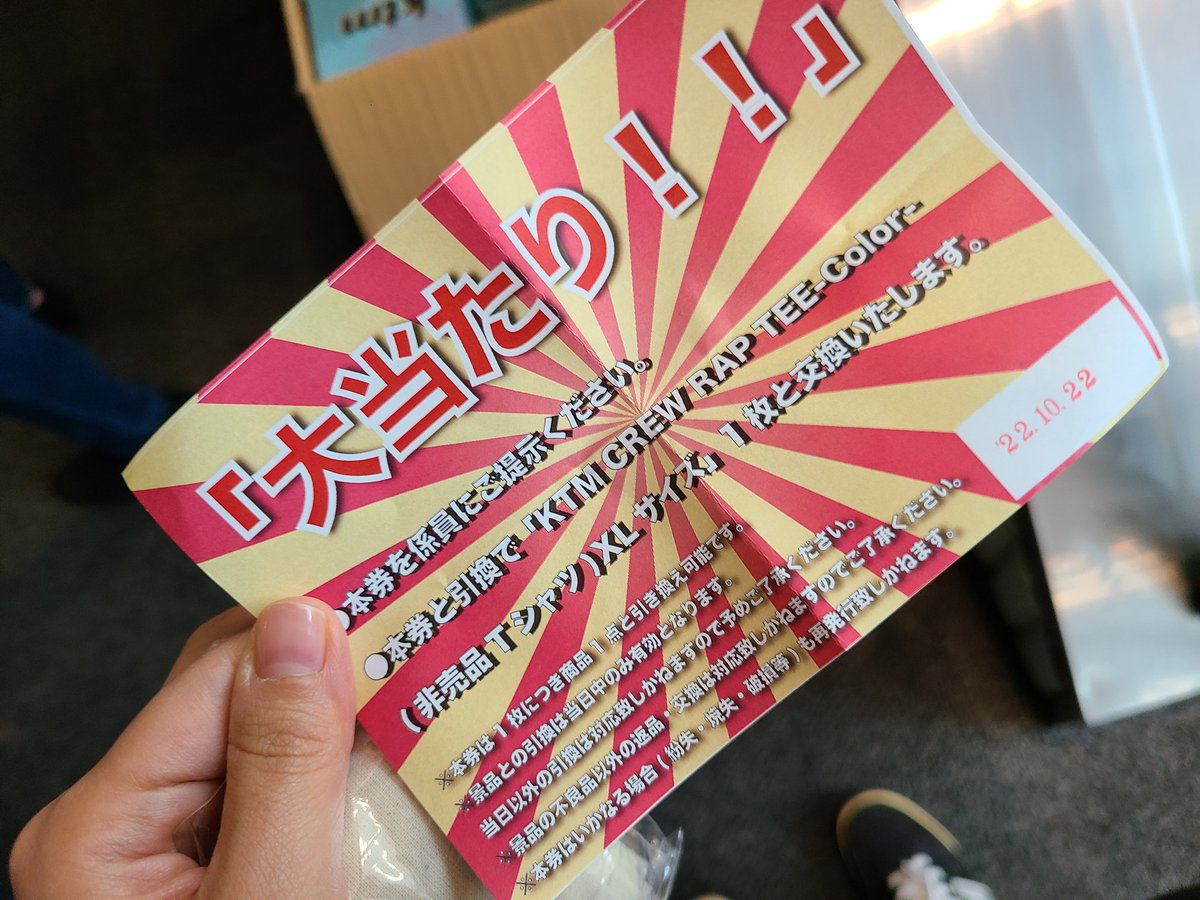 ktm
「大当たり！！」
●本券を係員にご提示ください。
●本券と引換で「KTM CREW RAP TEE-Color-
(非売品Tシャツ)XLサイズ」1枚と交換いたします。
※本券は1枚につき商品1点と引き換え可能です。
※景品との引換は当日中のみ有効となります。
当日以外の引換は対応致しかねますので予めご了承ください。
※景品の不良品以外の返品・交換は対応致しかねますのでご了承ください。
※本券はいかなる場合(紛失・焼失・破損等)も再発行致しかねます。
'22.10.22